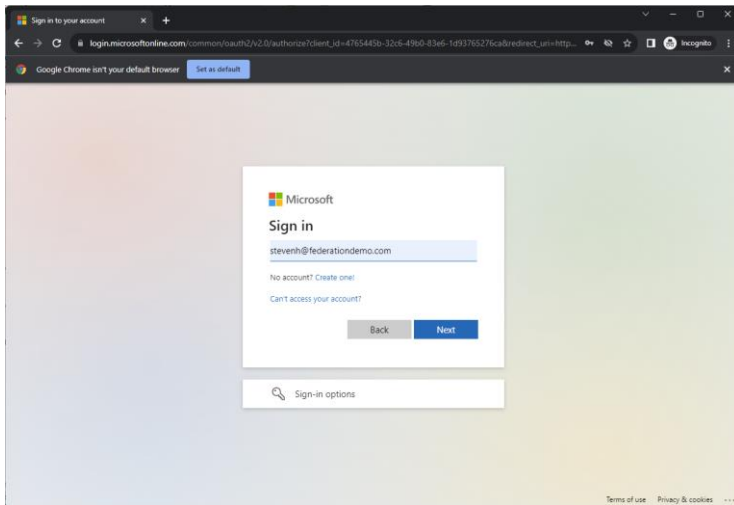 Sign in to your account
login.microsoftonline.com/common/oauth2/v2.0/authorize?client_id=4765445b-32c6-49b0-83e6-1d93765276ca&redirect_uri=http...
Incognito
Google Chrome isn't your default browser
Set as default
Microsoft
Sign in
stevenh@federationdemo.com
No account? Create one!
Can't access your account?
Back
Next
Sign-in options
Terms of use
Privacy & cookies
...